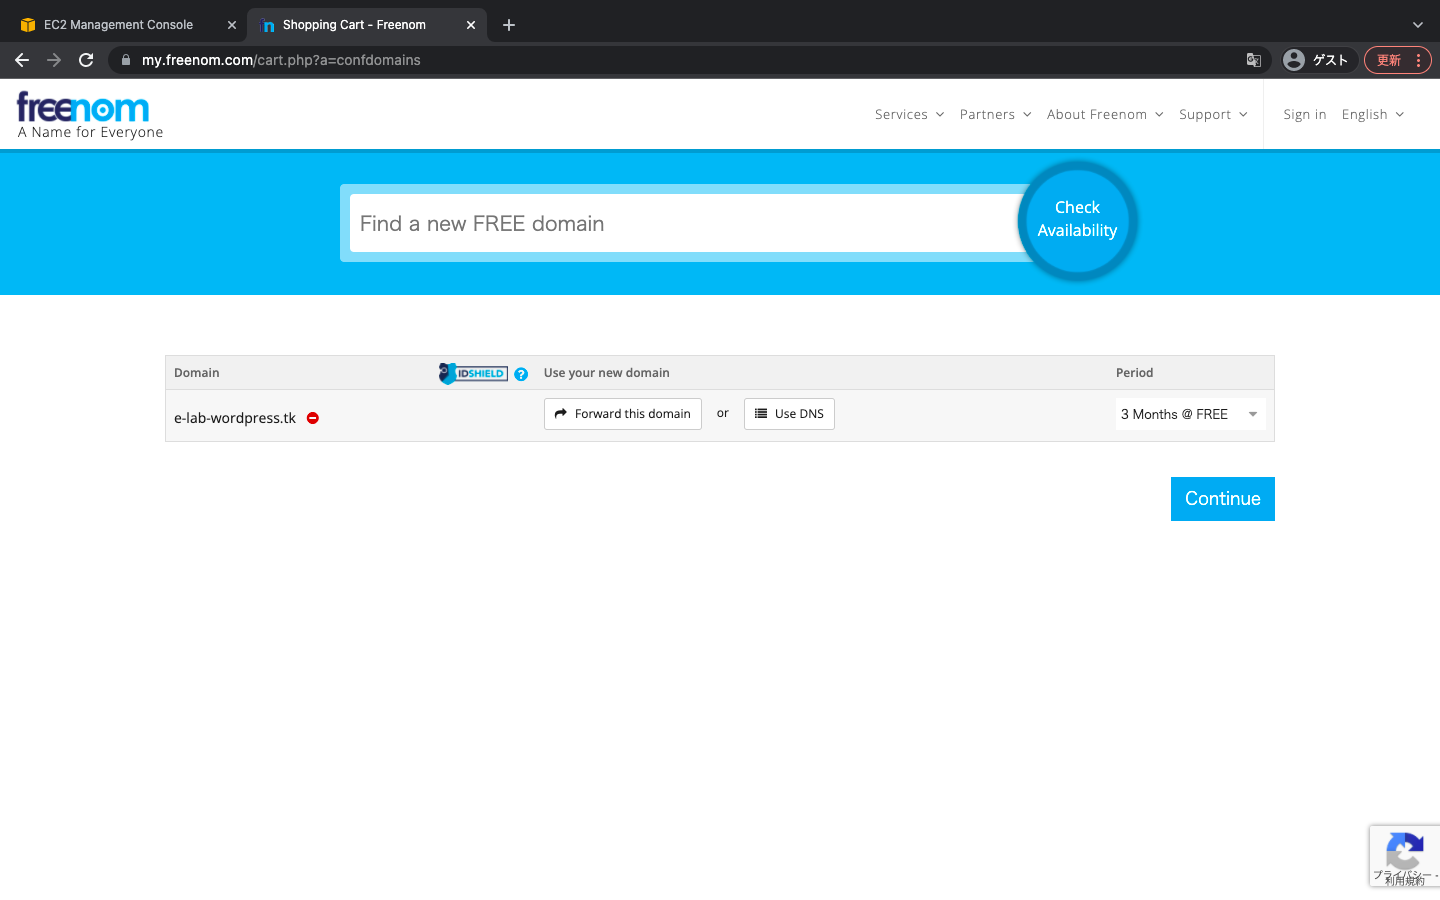 EC2 Management Console
Shopping Cart - Freenom
my.freenom.com/cart.php?a=confdomains
ゲスト
更新
freenom
A Name for Everyone
Services
Partners
About Freenom
Support
Sign in
English
Find a new FREE domain
Check
Availability
Domain
IDSHIELD
?
Use your new domain
Period
e-lab-wordpress.tk
Forward this domain
or
Use DNS
3 Months @ FREE
Continue
プライバシー -
利用規約